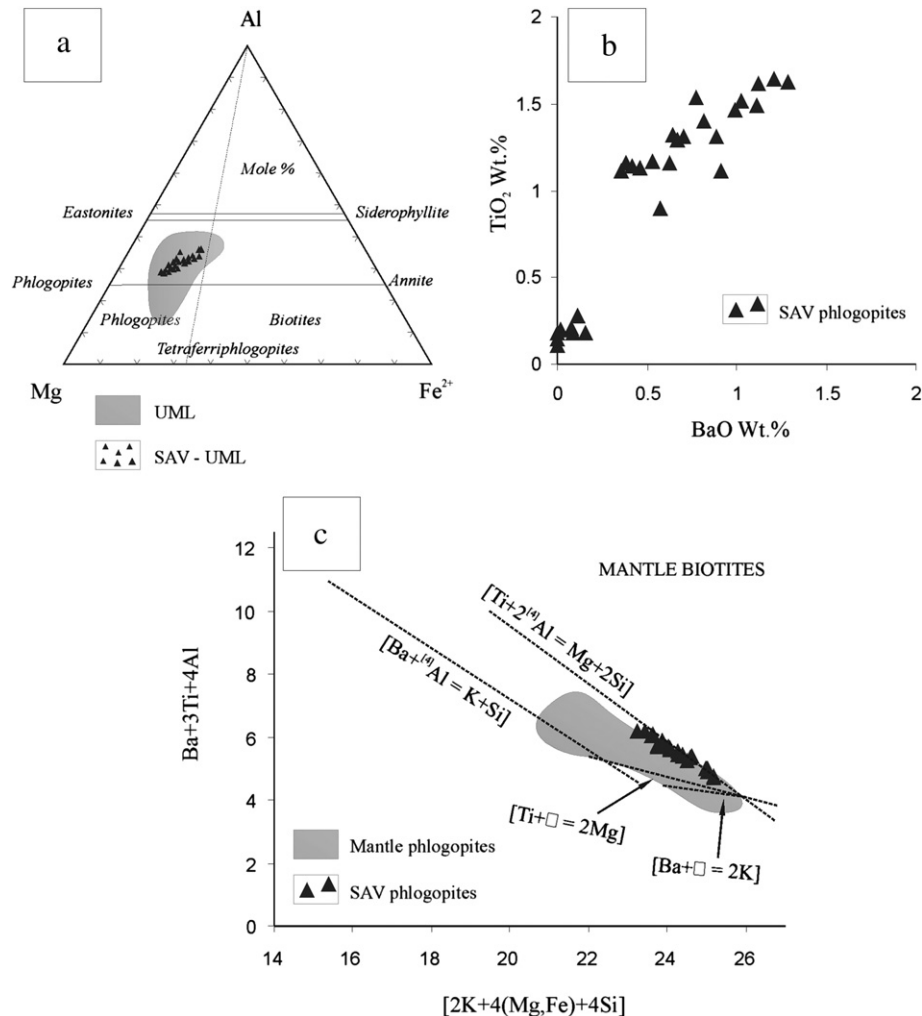 a
Al
Mole %
Eastonites
Siderophyllite
Phlogopites
Annite
Phlogopites
Biotites
Tetraferriphlogopites
Mg
Fe²⁺
UML
SAV - UML
b
TiO₂ Wt.%
2
1.5
1
0.5
0
SAV phlogopites
0 0.5 1 1.5 2
BaO Wt.%
c
MANTLE BIOTITES
Ba+3Ti+4Al
12
10
8
6
4
2
0
[Ti+2⁽⁴⁾Al = Mg+2Si]
[Ba+⁽⁴⁾Al = K+Si]
[Ti+□ = 2Mg]
[Ba+□ = 2K]
Mantle phlogopites
SAV phlogopites
14 16 18 20 22 24 26
[2K+4(Mg,Fe)+4Si]